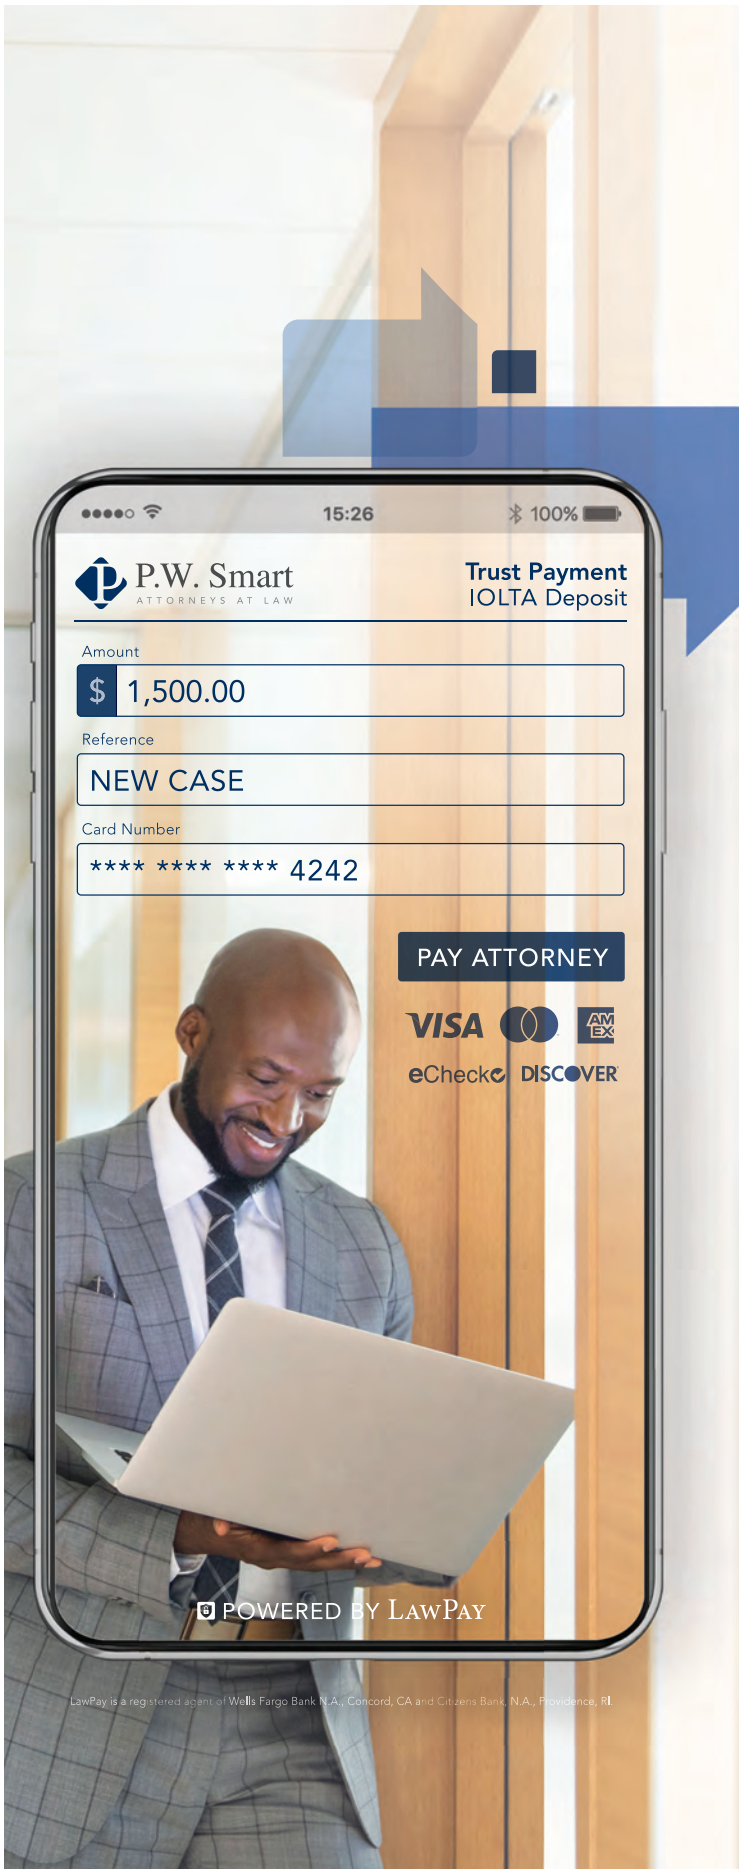 15:26
100%
P.W. Smart
ATTORNEYS AT LAW
Trust Payment
IOLTA Deposit
Amount
$ 1,500.00
Reference
NEW CASE
Card Number
**** **** **** 4242
PAY ATTORNEY
VISA
AM
EX
eCheck
DISCOVER
POWERED BY LAWPAY
LawPay is a registered agent of Wells Fargo Bank N.A., Concord, CA and Citizens Bank, N.A., Providence, RI.